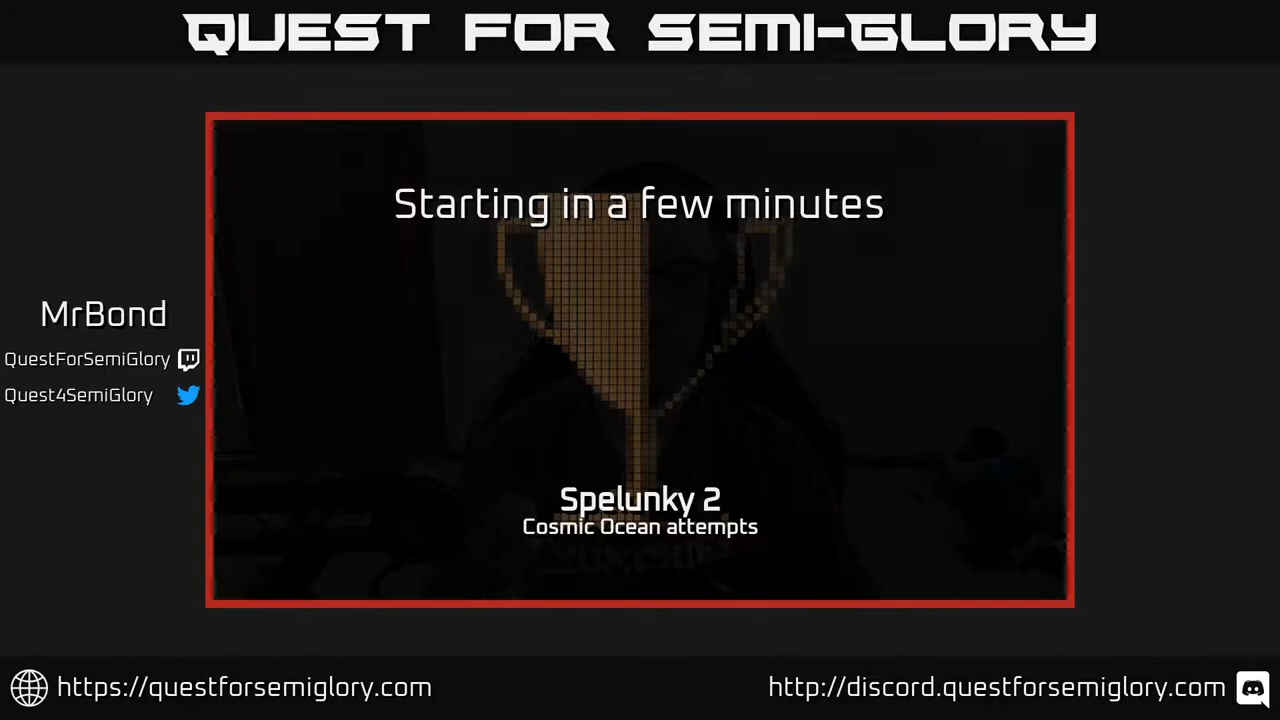 QUEST FOR SEMI-GLORY
Starting in a few minutes
MrBond
QuestForSemiGlory
Quest4SemiGlory
Spelunky 2
Cosmic Ocean attempts
https://questforsemiglory.com
http://discord.questforsemiglory.com